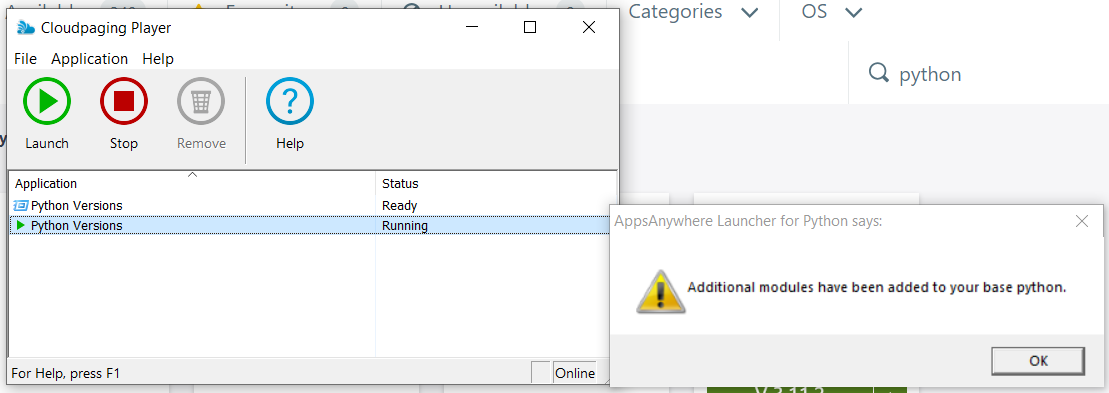 Cloudpaging Player
File Application Help
Launch Stop Remove Help
Application Status
Python Versions Ready
Python Versions Running
For Help, press F1 Online
Categories OS
python
AppsAnywhere Launcher for Python says:
Additional modules have been added to your base python.
OK